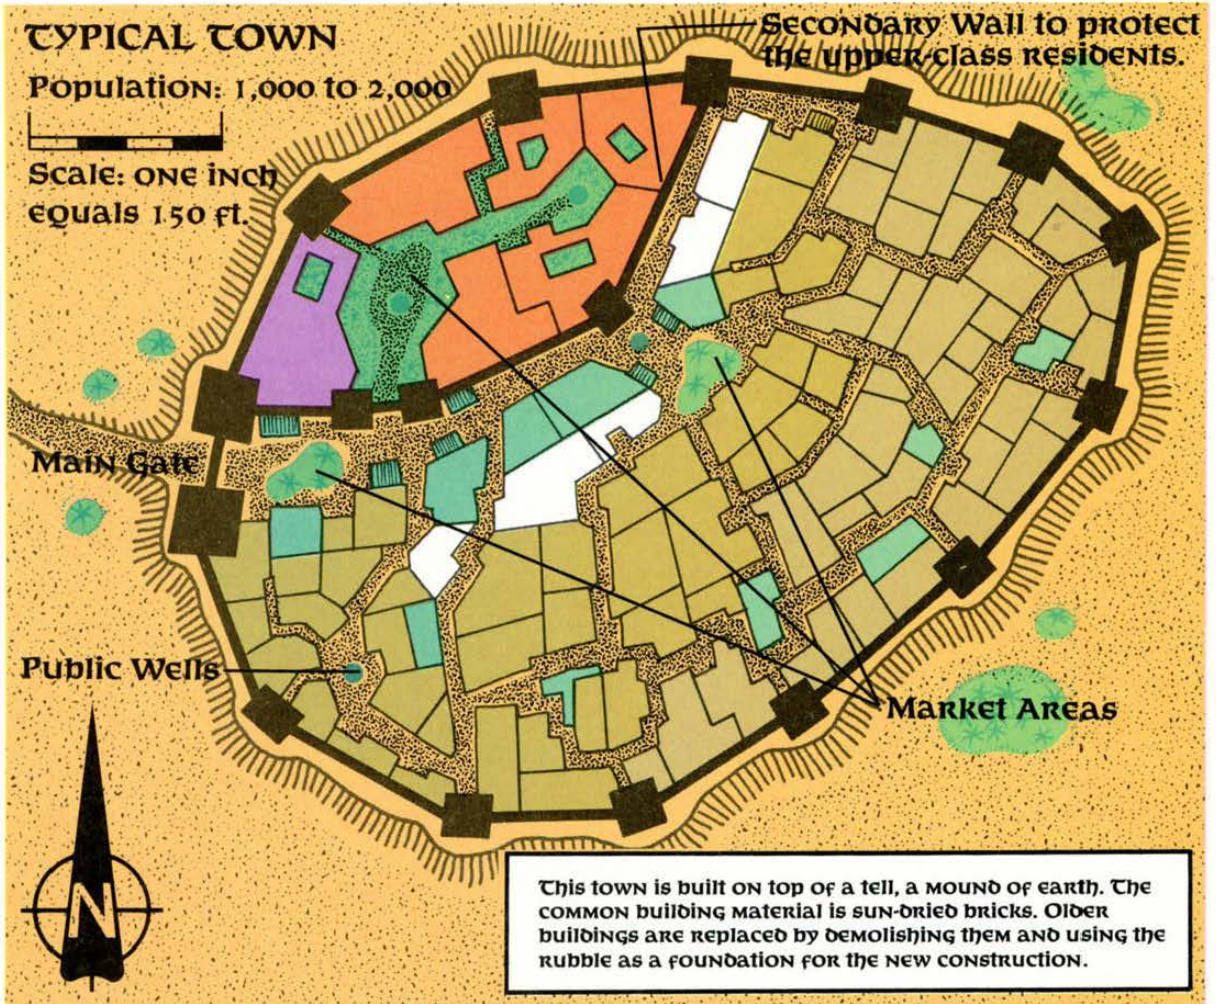 Typical Town
Population: 1,000 to 2,000
Scale: one inch
equals 150 ft.
Secondary Wall to protect
the upper-class residents.
Main Gate
Public Wells
Market Areas
N
This town is built on top of a tell, a mound of earth. The
common building material is sun-dried bricks. Older
buildings are replaced by demolishing them and using the
rubble as a foundation for the new construction.